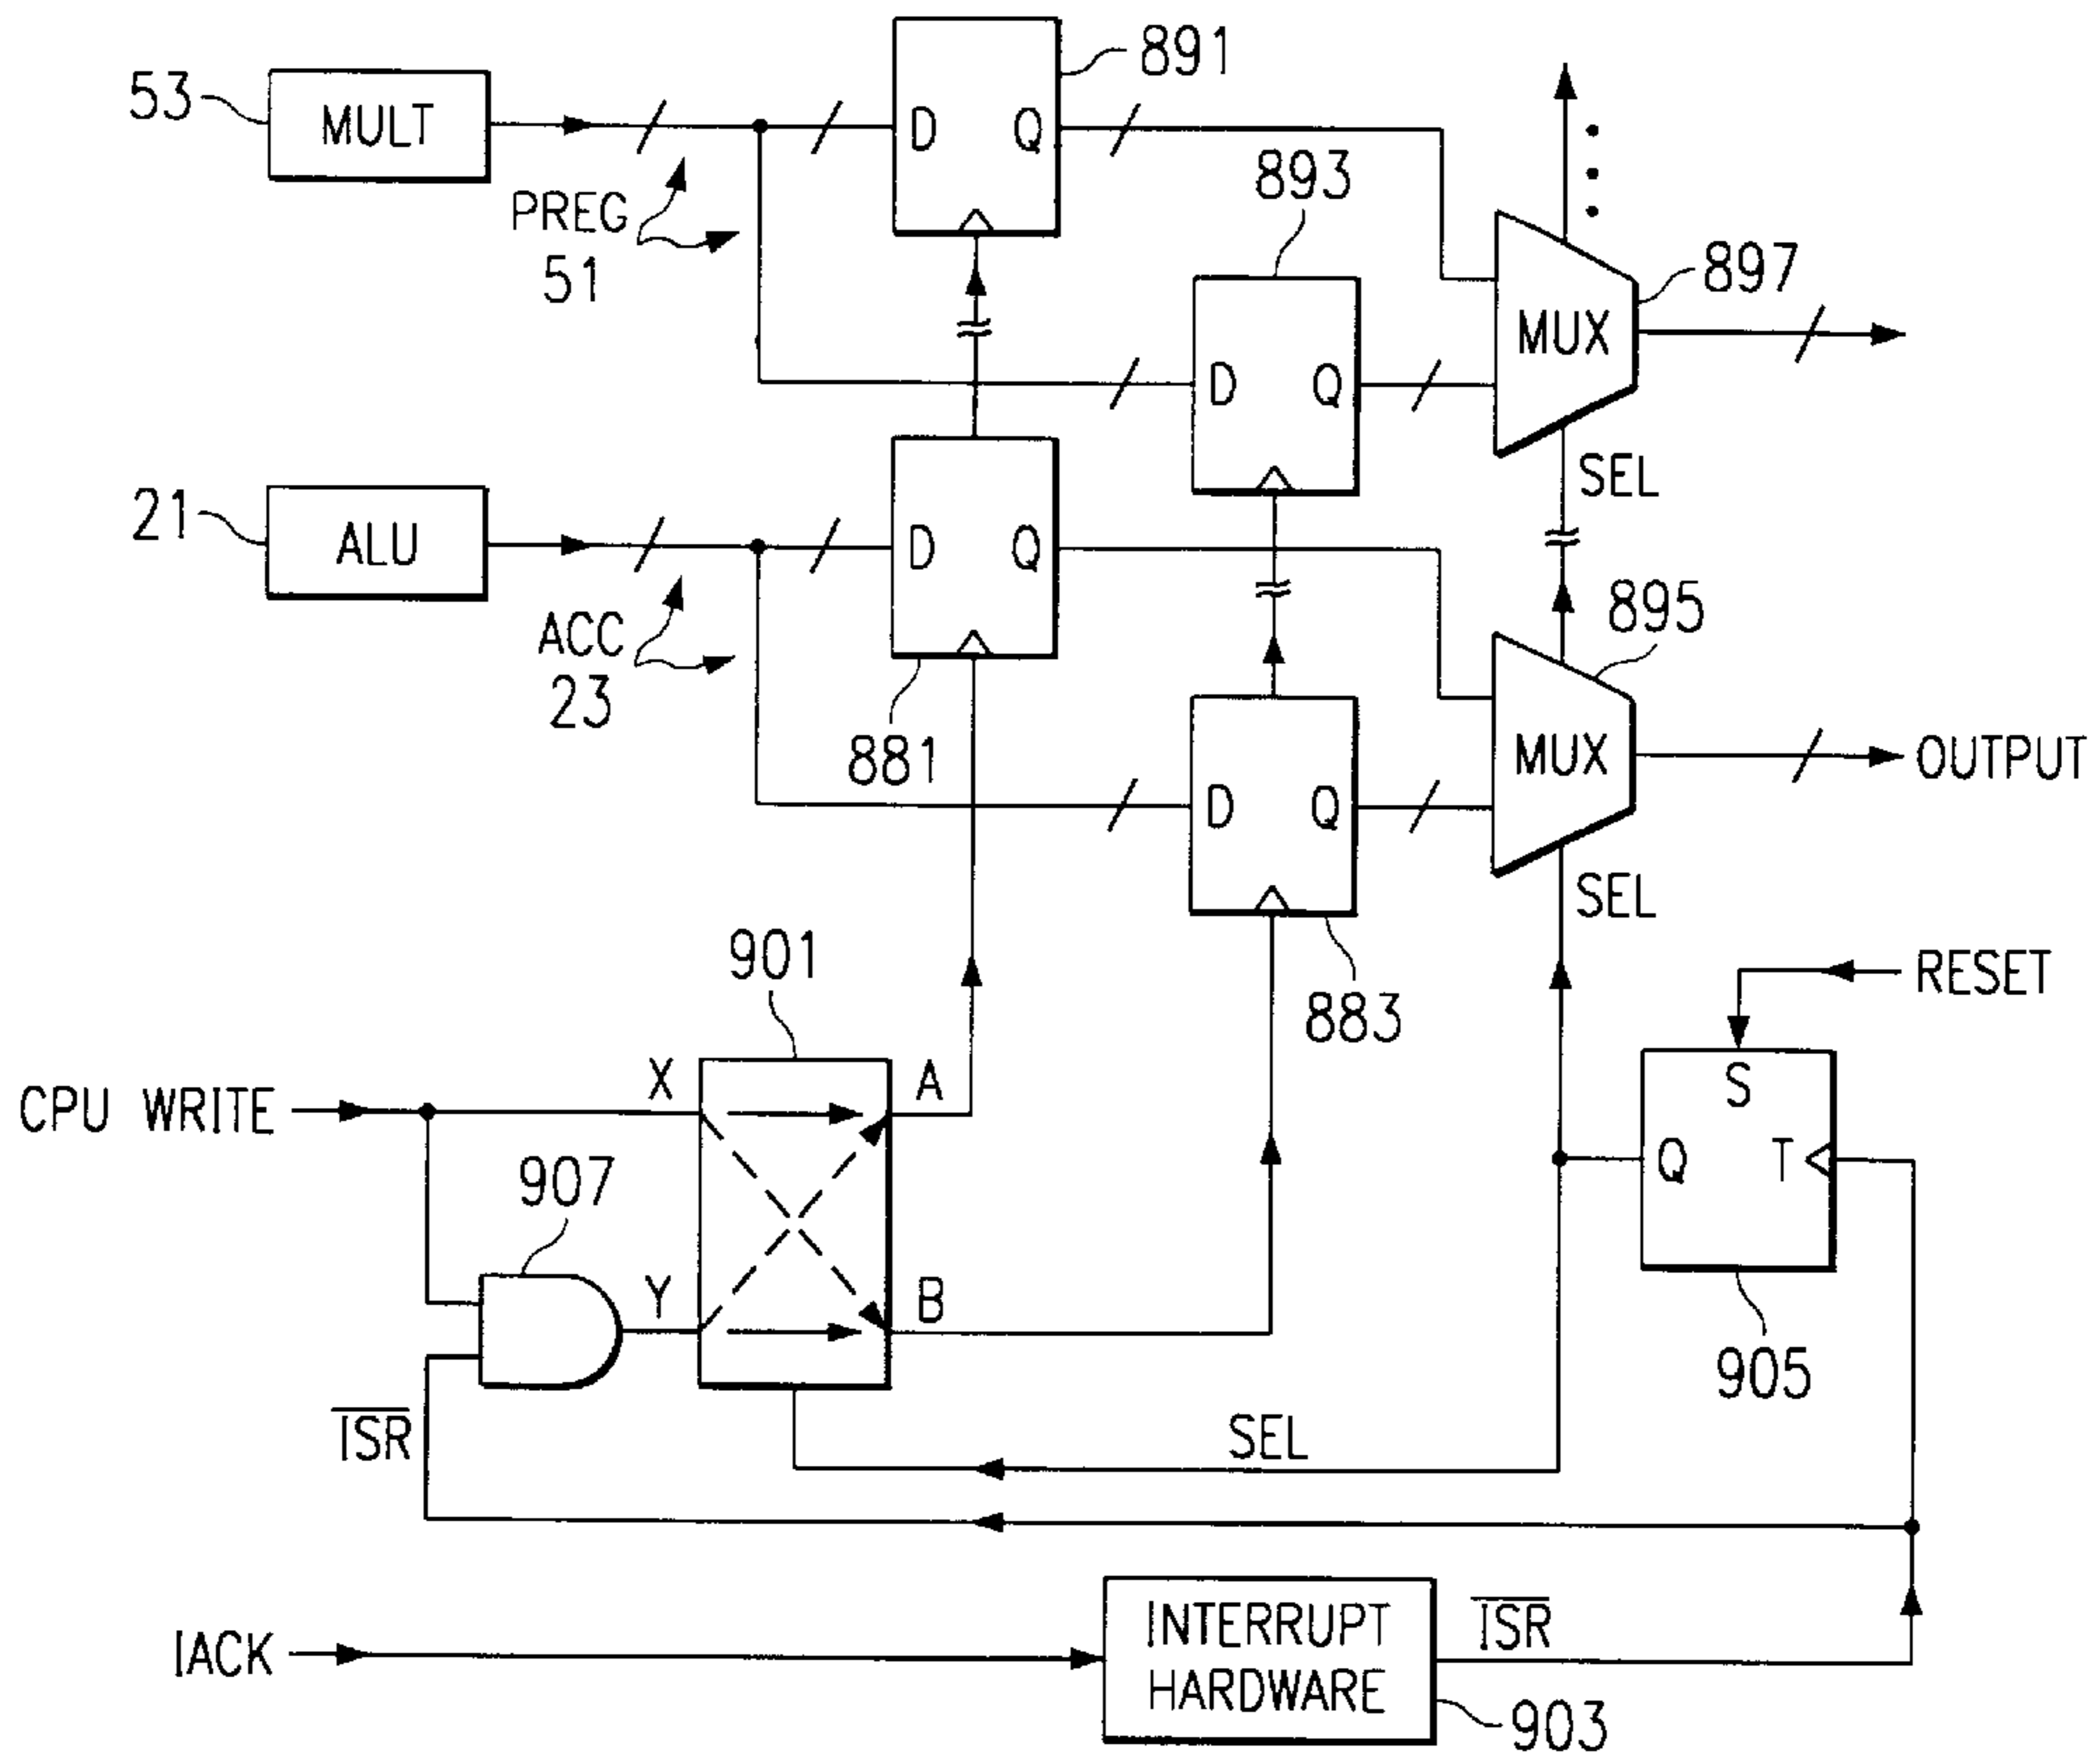 891
53
MULT
D
Q
893
PREG
51
897
MUX
D
Q
SEL
21
ALU
D
Q
895
ACC
23
881
MUX
OUTPUT
D
Q
SEL
901
883
RESET
CPU WRITE
X
A
S
907
Q
T
Y
B
905
ISR
SEL
IACK
INTERRUPT
HARDWARE
ISR
903